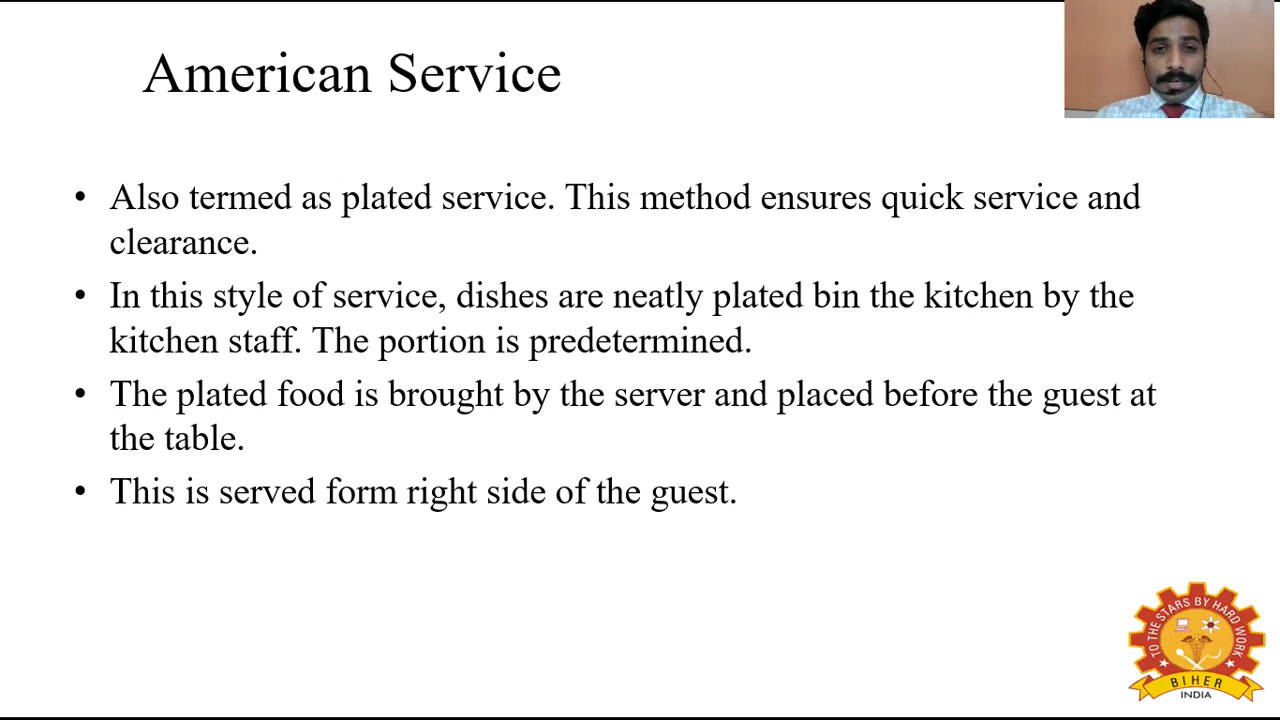 American Service
• Also termed as plated service. This method ensures quick service and
clearance.
• In this style of service, dishes are neatly plated bin the kitchen by the
kitchen staff. The portion is predetermined.
• The plated food is brought by the server and placed before the guest at
the table.
• This is served form right side of the guest.
TO THE STARS BY HARD WORK
BIHER
INDIA